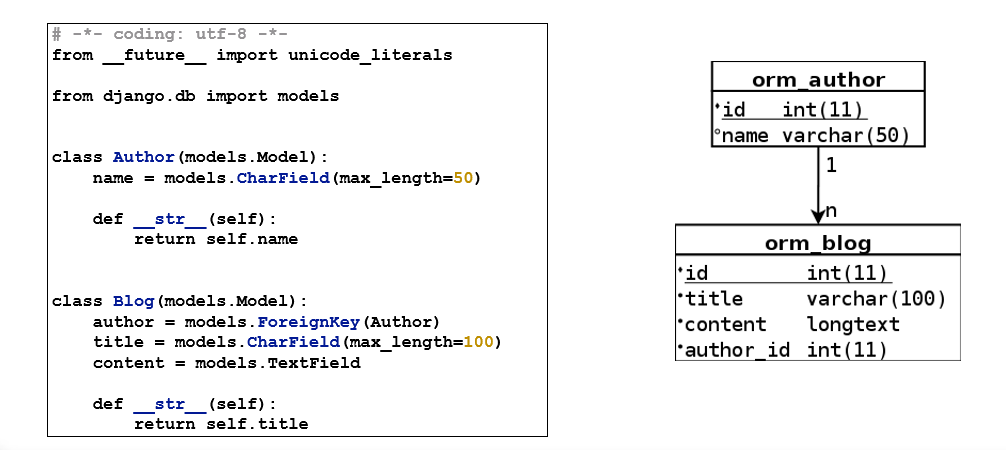 # -*- coding: utf-8 -*-
from __future__ import unicode_literals
from django.db import models
class Author(models.Model):
    name = models.CharField(max_length=50)
    def __str__(self):
        return self.name
class Blog(models.Model):
    author = models.ForeignKey(Author)
    title = models.CharField(max_length=100)
    content = models.TextField
    def __str__(self):
        return self.title
orm_author
*id int(11)
°name varchar(50)
1
n
orm_blog
*id int(11)
*title varchar(100)
*content longtext
*author_id int(11)